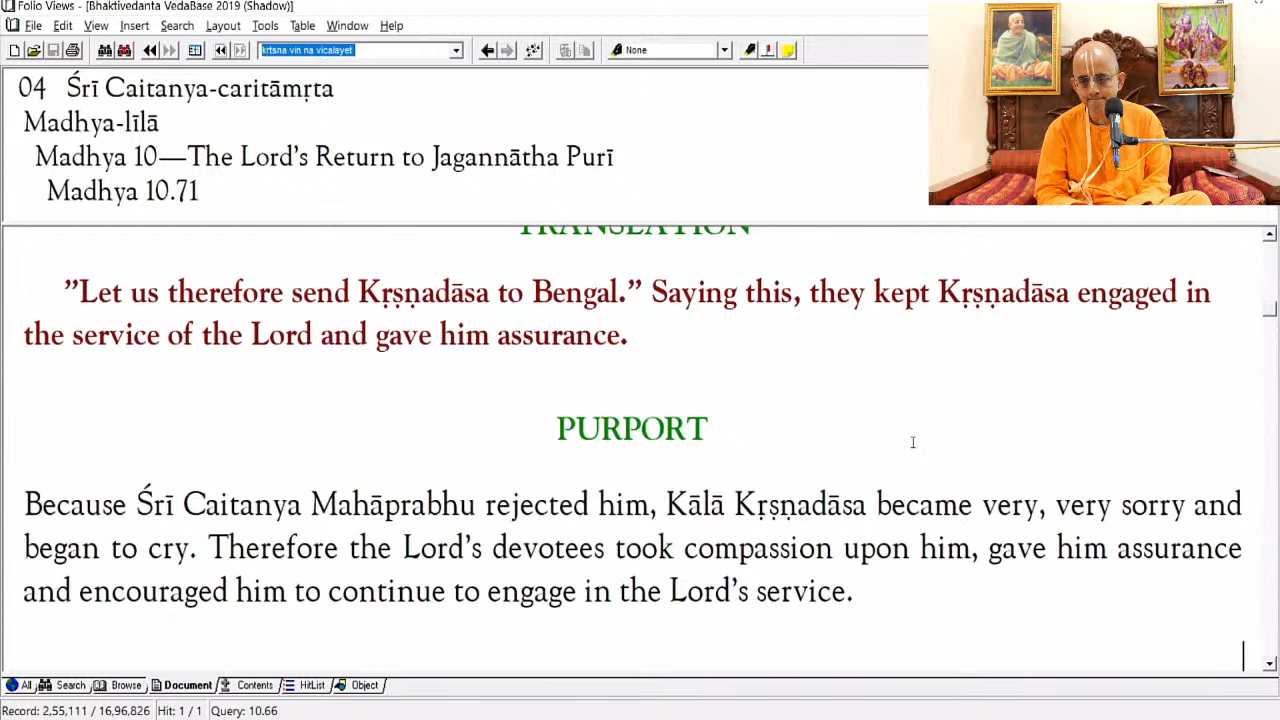 Folio Views - [Bhaktivedanta VedaBase 2019 (Shadow)]
File Edit View Insert Search Layout Tools Table Window Help
krtsna vin na vicalayet
None
04 Śrī Caitanya-caritāmṛta
Madhya-līlā
Madhya 10—The Lord's Return to Jagannātha Purī
Madhya 10.71
TRANSLATION
"Let us therefore send Kṛṣṇadāsa to Bengal." Saying this, they kept Kṛṣṇadāsa engaged in
the service of the Lord and gave him assurance.
PURPORT
Because Śrī Caitanya Mahāprabhu rejected him, Kālā Kṛṣṇadāsa became very, very sorry and
began to cry. Therefore the Lord's devotees took compassion upon him, gave him assurance
and encouraged him to continue to engage in the Lord's service.
All Search Browse Document Contents HitList Object
Record: 2,55,111 / 16,96,826 Hit: 1 / 1 Query: 10.66